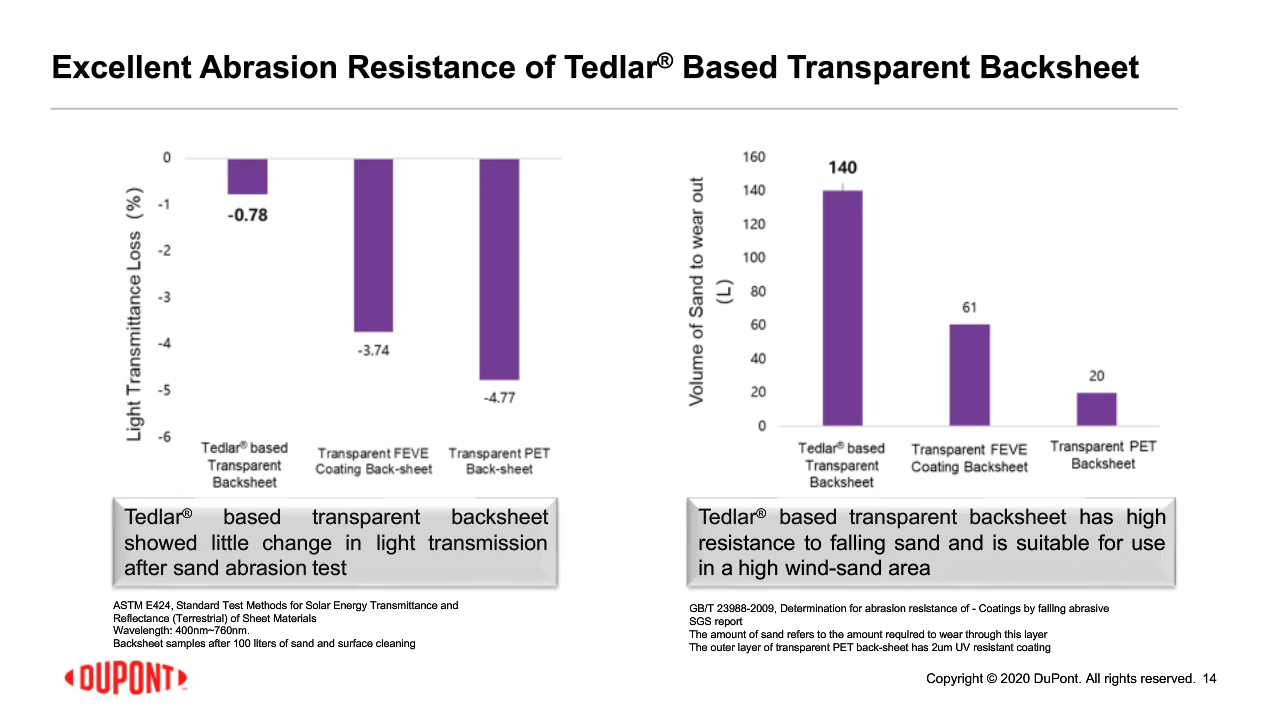 Excellent Abrasion Resistance of Tedlar® Based Transparent Backsheet
Light Transmittance Loss (%)
0
-1
-2
-3
-4
-5
-6
-0.78
-3.74
-4.77
Tedlar® based
Transparent
Backsheet
Transparent FEVE
Coating Back-sheet
Transparent PET
Back-sheet
Volume of Sand to wear out
(L)
160
140
120
100
80
60
40
20
0
140
61
20
Tedlar® based
Transparent
Backsheet
Transparent FEVE
Coating Backsheet
Transparent PET
Backsheet
Tedlar® based transparent backsheet
showed little change in light transmission
after sand abrasion test
Tedlar® based transparent backsheet has high
resistance to falling sand and is suitable for use
in a high wind-sand area
ASTM E424, Standard Test Methods for Solar Energy Transmittance and
Reflectance (Terrestrial) of Sheet Materials
Wavelength: 400nm~760nm.
Backsheet samples after 100 liters of sand and surface cleaning
GB/T 23988-2009, Determination for abrasion resistance of - Coatings by falling abrasive
SGS report
The amount of sand refers to the amount required to wear through this layer
The outer layer of transparent PET back-sheet has 2um UV resistant coating
DUPONT
Copyright © 2020 DuPont. All rights reserved. 14